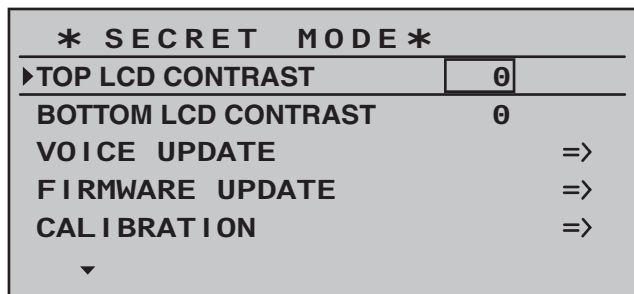 * SECRET MODE*
TOP LCD CONTRAST 0
BOTTOM LCD CONTRAST 0
VOICE UPDATE =>
FIRMWARE UPDATE =>
CALIBRATION =>